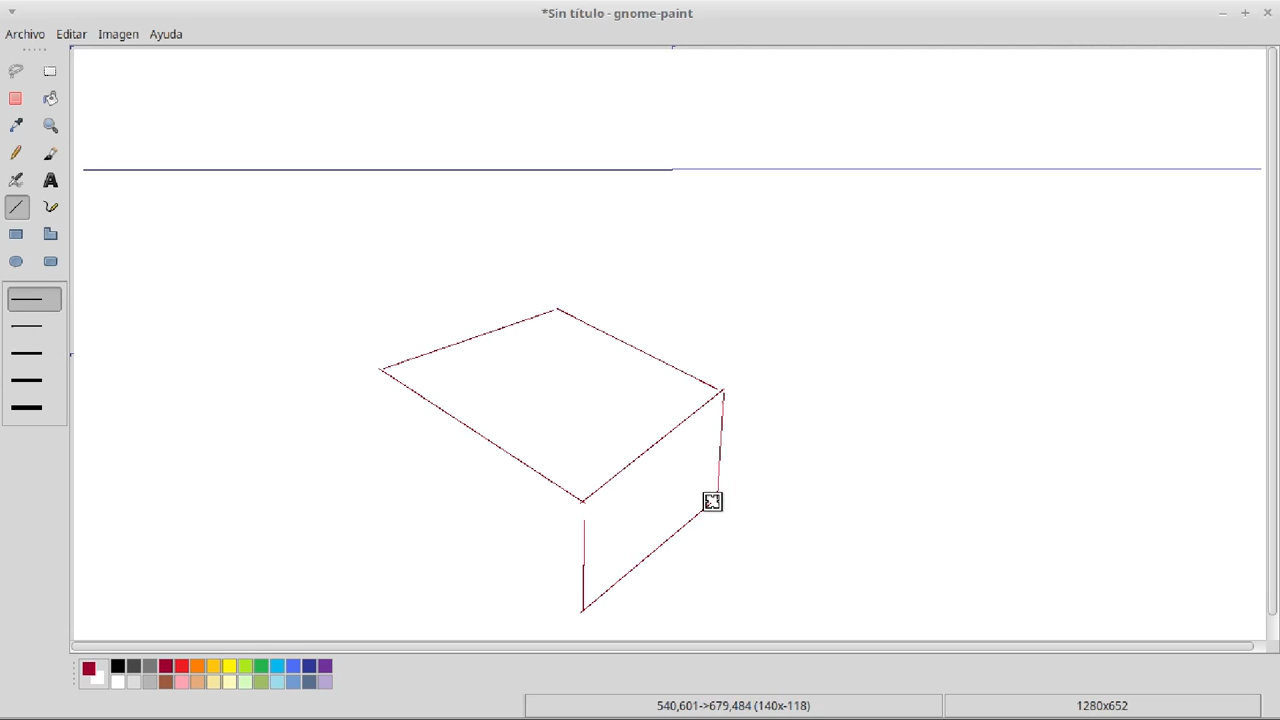 *Sin título - gnome-paint
Archivo Editar Imagen Ayuda
A
540,601->679,484 (140x-118) 1280x652